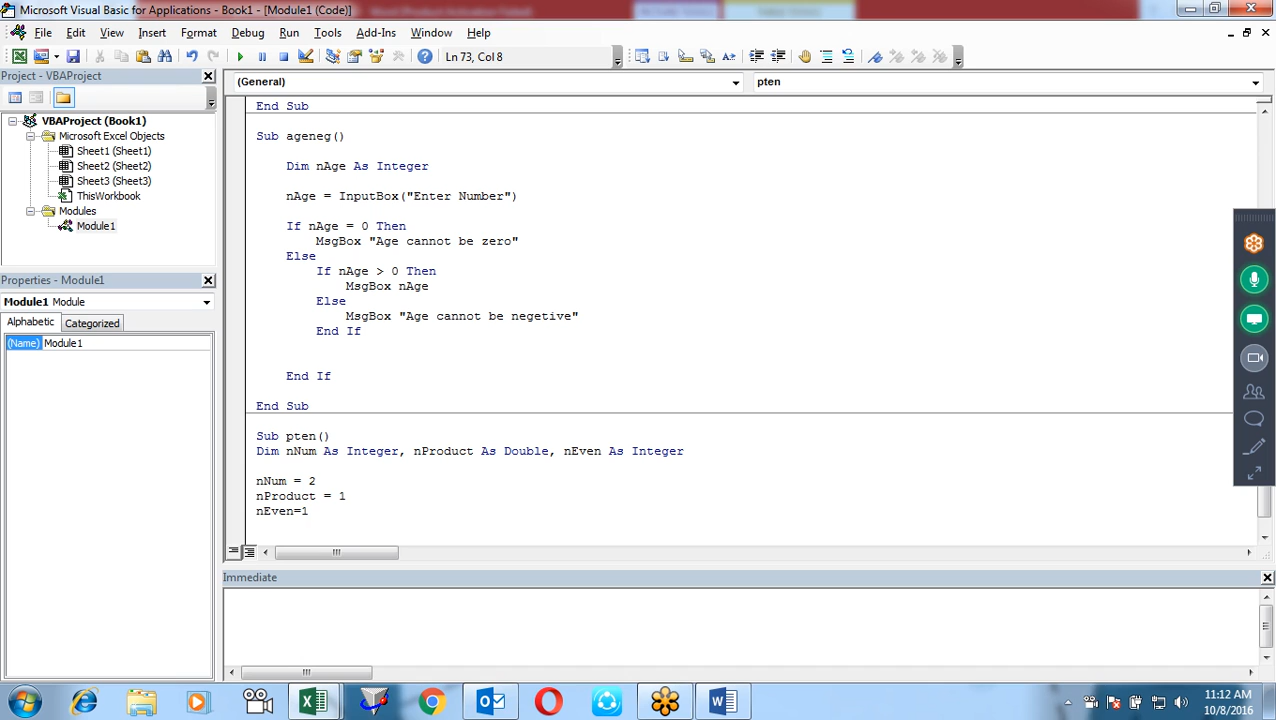 Microsoft Visual Basic for Applications - Book1 - [Module1 (Code)]
File Edit View Insert Format Debug Run Tools Add-Ins Window Help
Ln 73, Col 8
Project - VBAProject
(General) pten
VBAProject (Book1)
Microsoft Excel Objects
Sheet1 (Sheet1)
Sheet2 (Sheet2)
Sheet3 (Sheet3)
ThisWorkbook
Modules
Module1
Properties - Module1
Module1 Module
Alphabetic Categorized
(Name) Module1
End Sub
Sub ageneg()
Dim nAge As Integer
nAge = InputBox("Enter Number")
If nAge = 0 Then
MsgBox "Age cannot be zero"
Else
If nAge > 0 Then
MsgBox nAge
Else
MsgBox "Age cannot be negetive"
End If
End If
End Sub
Sub pten()
Dim nNum As Integer, nProduct As Double, nEven As Integer
nNum = 2
nProduct = 1
nEven=1
Immediate
11:12 AM
10/8/2016